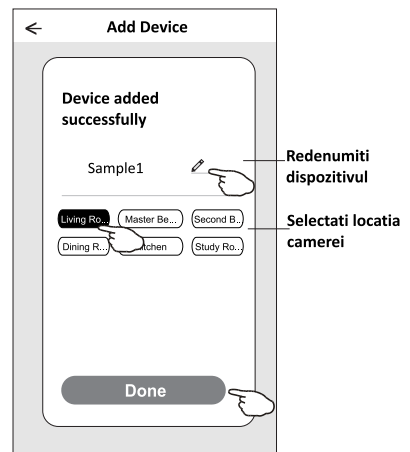 Add Device
Device added
successfully
Sample1
Redenumiti
dispozitivul
Living Ro...
Master Be...
Second B..
Selectati locatia
camerei
Dining R...
Study Ro...
Done